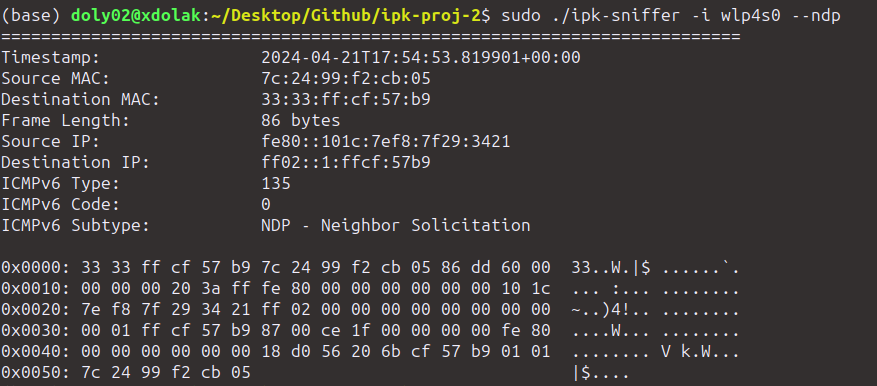 (base) doly02@xdolak:~/Desktop/Github/ipk-proj-2$ sudo ./ipk-sniffer -i wlp4s0 --ndp
==========================================================================
Timestamp:                2024-04-21T17:54:53.819901+00:00
Source MAC:               7c:24:99:f2:cb:05
Destination MAC:          33:33:ff:cf:57:b9
Frame Length:             86 bytes
Source IP:                fe80::101c:7ef8:7f29:3421
Destination IP:           ff02::1:ffcf:57b9
ICMPv6 Type:              135
ICMPv6 Code:              0
ICMPv6 Subtype:           NDP - Neighbor Solicitation

0x0000: 33 33 ff cf 57 b9 7c 24 99 f2 cb 05 86 dd 60 00  33..W.|$ ......`.
0x0010: 00 00 00 20 3a ff fe 80 00 00 00 00 00 00 10 1c  ... :... ........
0x0020: 7e f8 7f 29 34 21 ff 02 00 00 00 00 00 00 00 00  ~..)4!.. ........
0x0030: 00 01 ff cf 57 b9 87 00 ce 1f 00 00 00 00 fe 80  ....W... ........
0x0040: 00 00 00 00 00 00 18 d0 56 20 6b cf 57 b9 01 01  ........ V k.W...
0x0050: 7c 24 99 f2 cb 05                                |$....